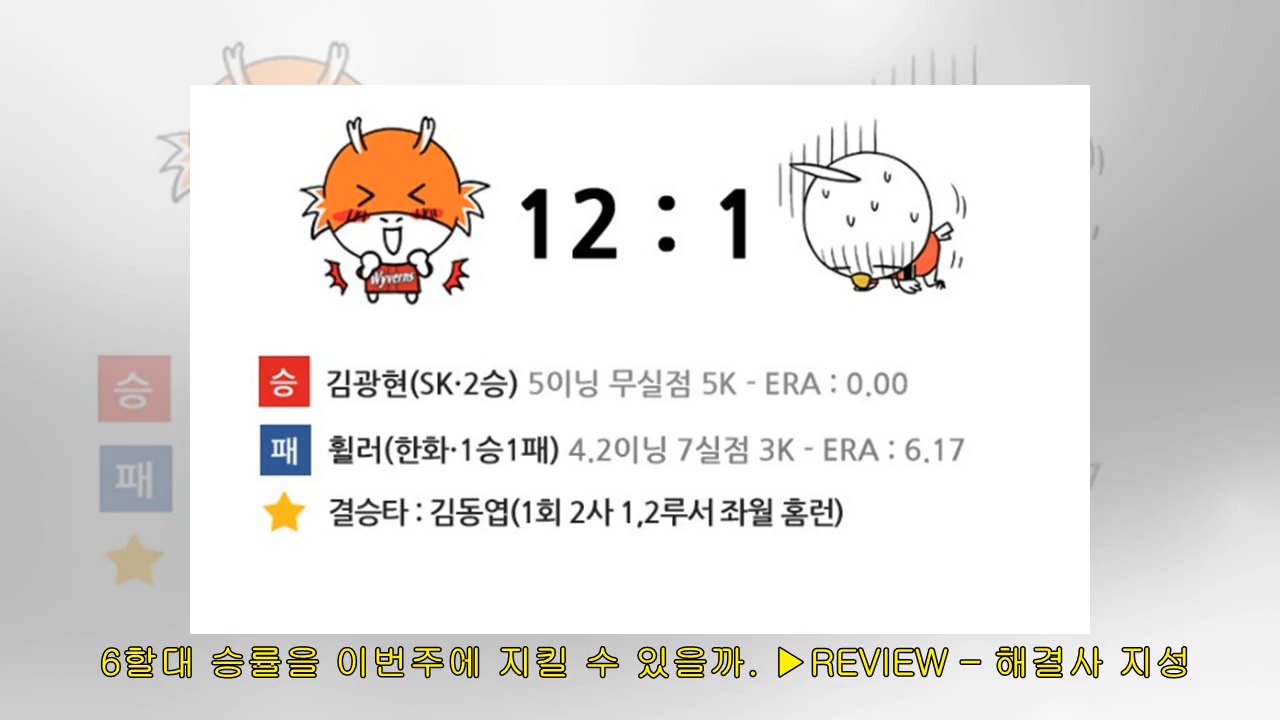 12 : 1
Wyverns
승 김광현(SK·2승) 5이닝 무실점 5K - ERA : 0.00
패 휠러(한화·1승1패) 4.2이닝 7실점 3K - ERA : 6.17
결승타 : 김동엽(1회 2사 1,2루서 좌월 홈런)
6할대 승률을 이번주에 지킬 수 있을까. ▶REVIEW – 해결사 지성